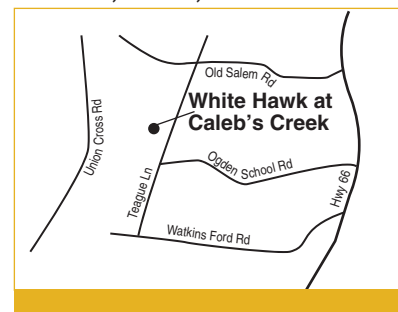 Old Salem Rd
White Hawk at
Caleb's Creek
Union Cross Rd
Ogden School Rd
Teague Ln
Hwy 66
Watkins Ford Rd